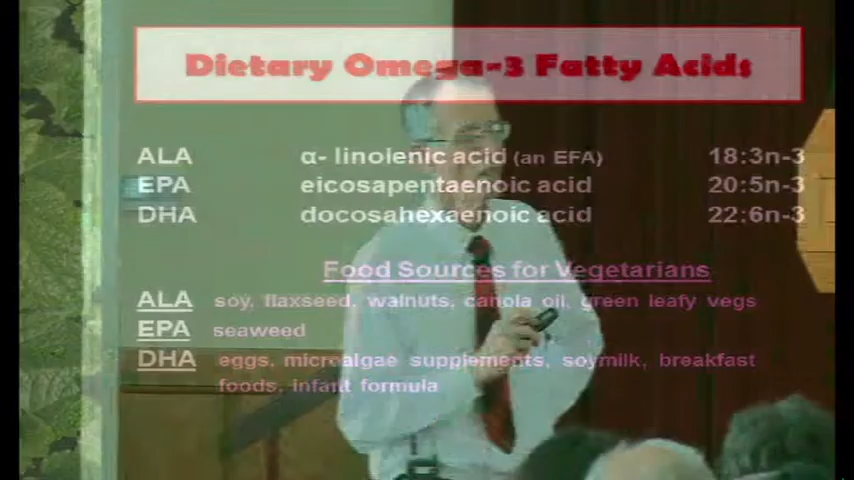 Dietary Omega-3 Fatty Acids
ALA α- linolenic acid (an EFA) 18:3n-3
EPA eicosapentaenoic acid 20:5n-3
DHA docosahexaenoic acid 22:6n-3
Food Sources for Vegetarians
ALA soy, flaxseed, walnuts, canola oil, green leafy vegs
EPA seaweed
DHA eggs, microalgae supplements, soymilk, breakfast
foods, infant formula